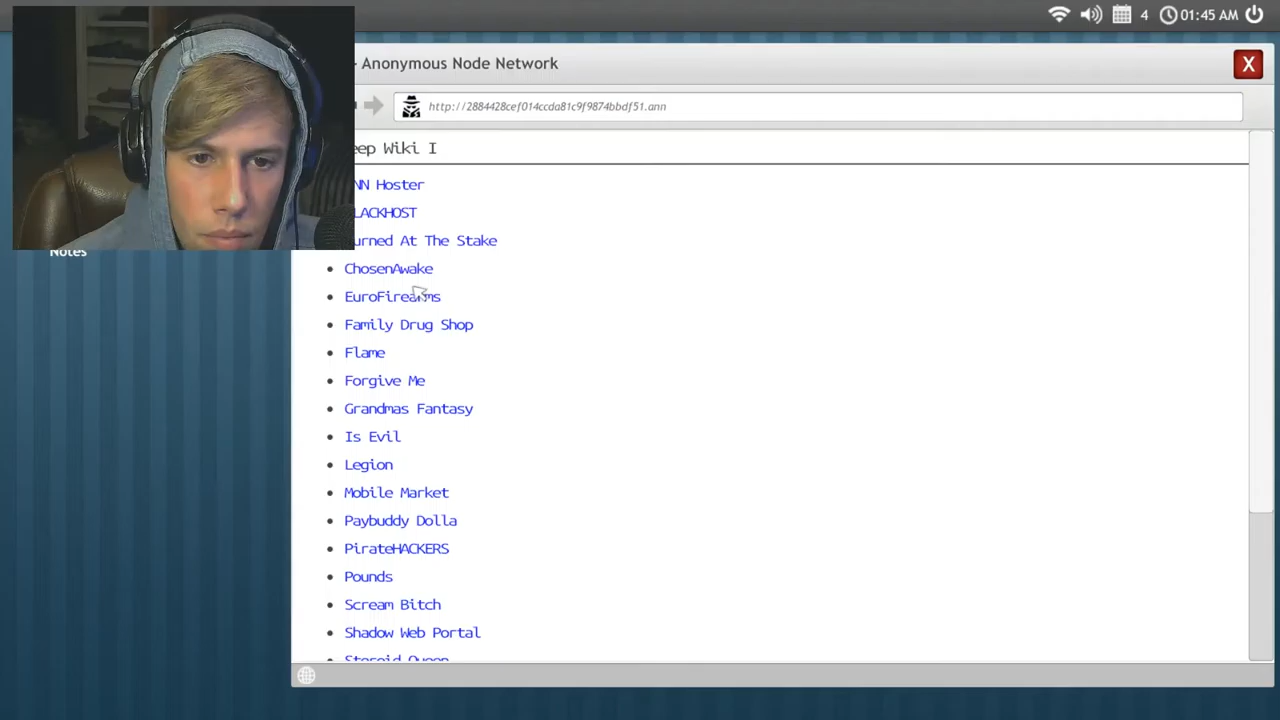 4 01:45 AM
- Anonymous Node Network
X
http://2884428cef014ccda81c9f9874bbdf51.ann
eep Wiki I
NN Hoster
LACKHOST
urned At The Stake
Notes
ChosenAwake
EuroFirearms
Family Drug Shop
Flame
Forgive Me
Grandmas Fantasy
Is Evil
Legion
Mobile Market
Paybuddy Dolla
PirateHACKERS
Pounds
Scream Bitch
Shadow Web Portal
Steroid Queen